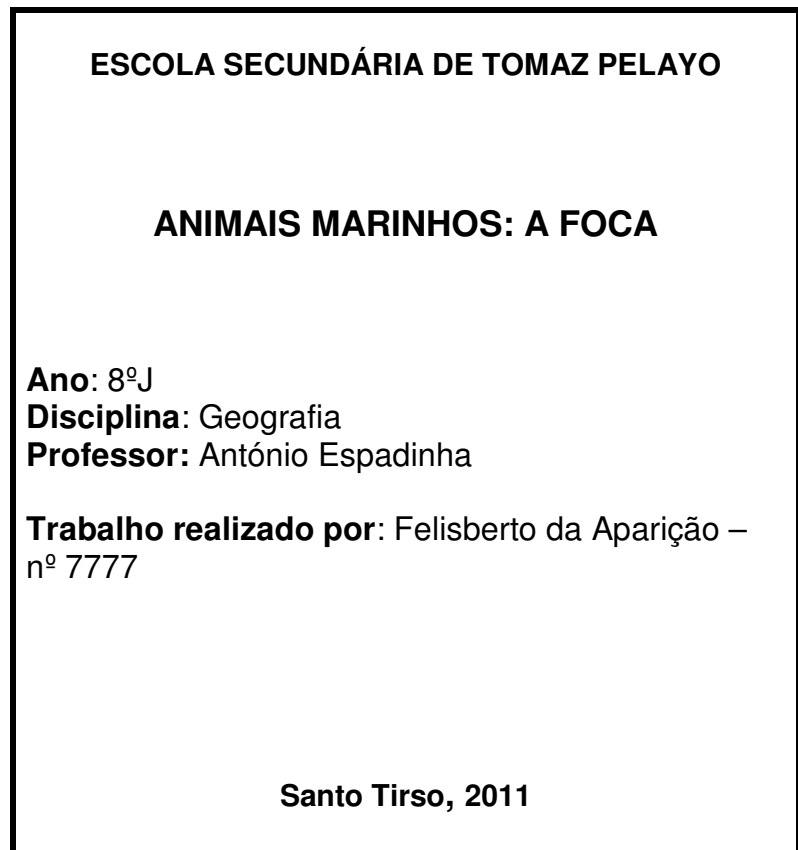 ESCOLA SECUNDÁRIA DE TOMAZ PELAYO
ANIMAIS MARINHOS: A FOCA
Ano: 8ºJ
Disciplina: Geografia
Professor: António Espadinha
Trabalho realizado por: Felisberto da Aparição –
nº 7777
Santo Tirso, 2011